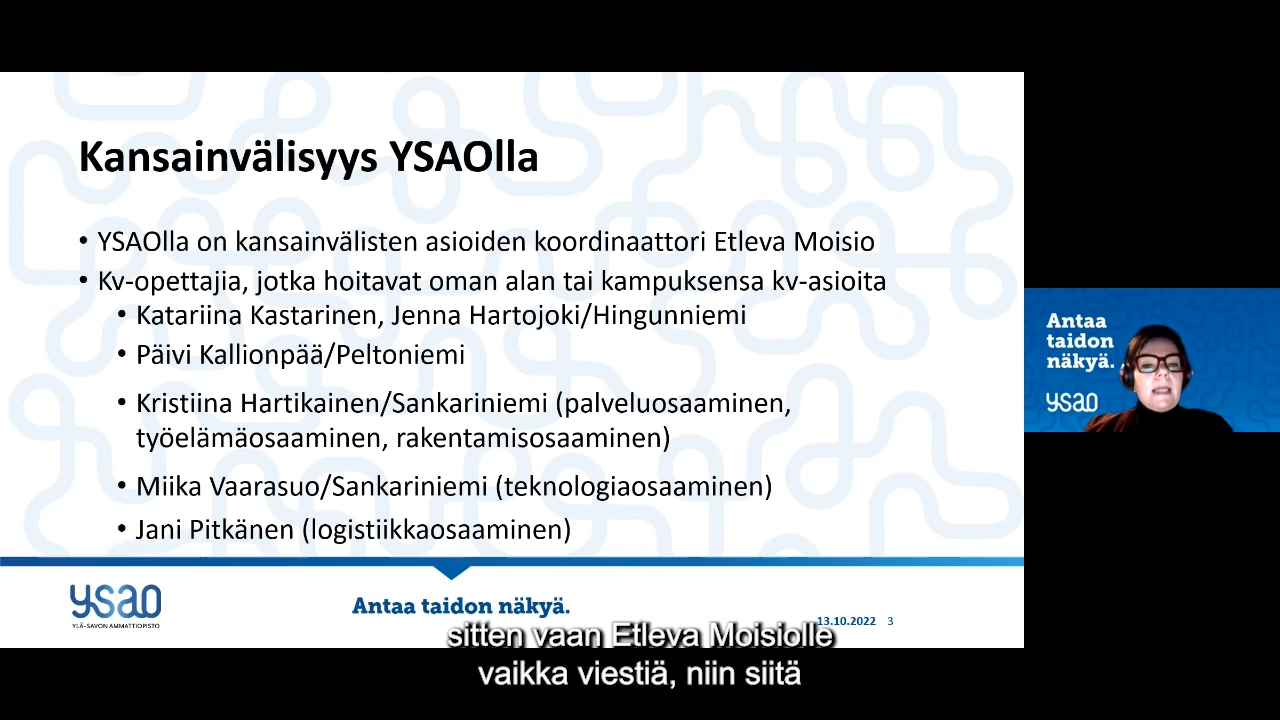 Kansainvälisyys YSAOlla
• YSAOlla on kansainvälisten asioiden koordinaattori Etleva Moisio
• Kv-opettajia, jotka hoitavat oman alan tai kampuksensa kv-asioita
• Katariina Kastarinen, Jenna Hartojoki/Hingunniemi
• Päivi Kallionpää/Peltoniemi
• Kristiina Hartikainen/Sankariniemi (palveluosaaminen,
työelämäosaaminen, rakentamisosaaminen)
• Miika Vaarasuo/Sankariniemi (teknologiaosaaminen)
• Jani Pitkänen (logistiikkaosaaminen)
ysao
YLÄ-SAVON AMMATTIOPISTO
Antaa taidon näkyä.
13.10.2022 3
sitten vaan Etleva Moisiolle
vaikka viestiä, niin siitä
Antaa
taidon
näkyä.
ysao